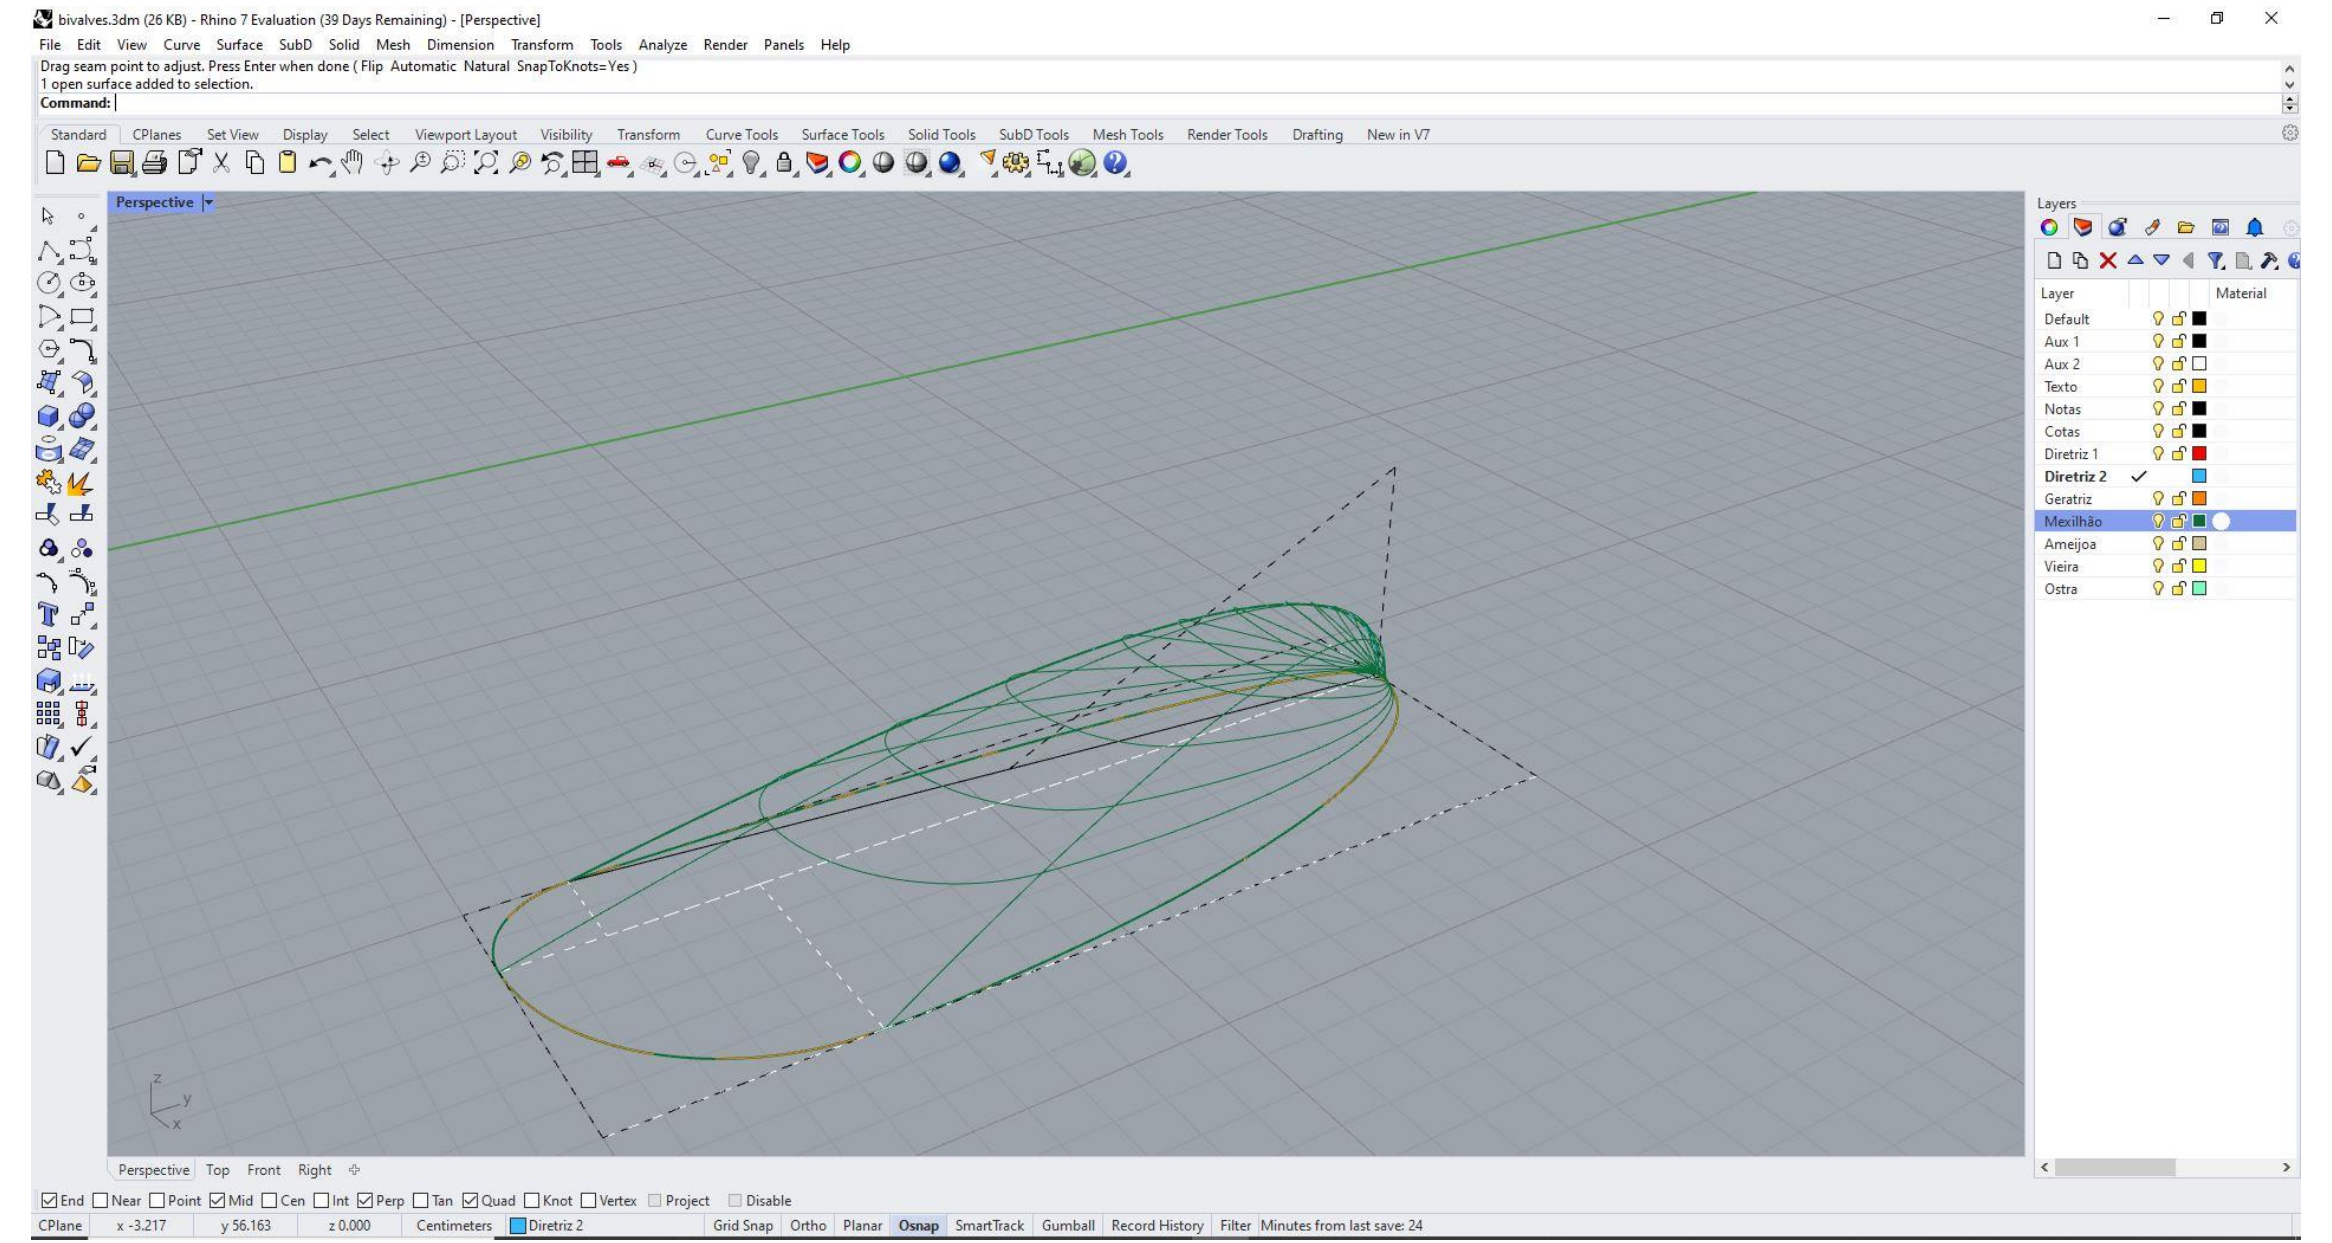 bivalves.3dm (26 KB) - Rhino 7 Evaluation (39 Days Remaining) - [Perspective]
File Edit View Curve Surface SubD Solid Mesh Dimension Transform Tools Analyze Render Panels Help
Drag seam point to adjust. Press Enter when done ( Flip Automatic Natural SnapToKnots=Yes )
1 open surface added to selection.
Command:
Standard CPlanes Set View Display Select Viewport Layout Visibility Transform Curve Tools Surface Tools Solid Tools SubD Tools Mesh Tools Render Tools Drafting New in V7
Perspective
Layers
Layer Material
Default
Aux 1
Aux 2
Texto
Notas
Cotas
Diretriz 1
Diretriz 2
Geratriz
Mexilhão
Ameijoa
Vieira
Ostra
z
y
x
Perspective Top Front Right
End Near Point Mid Cen Int Perp Tan Quad Knot Vertex Project Disable
CPlane x -3.217 y 56.163 z 0.000 Centimeters Diretriz 2 Grid Snap Ortho Planar Osnap SmartTrack Gumball Record History Filter Minutes from last save: 24